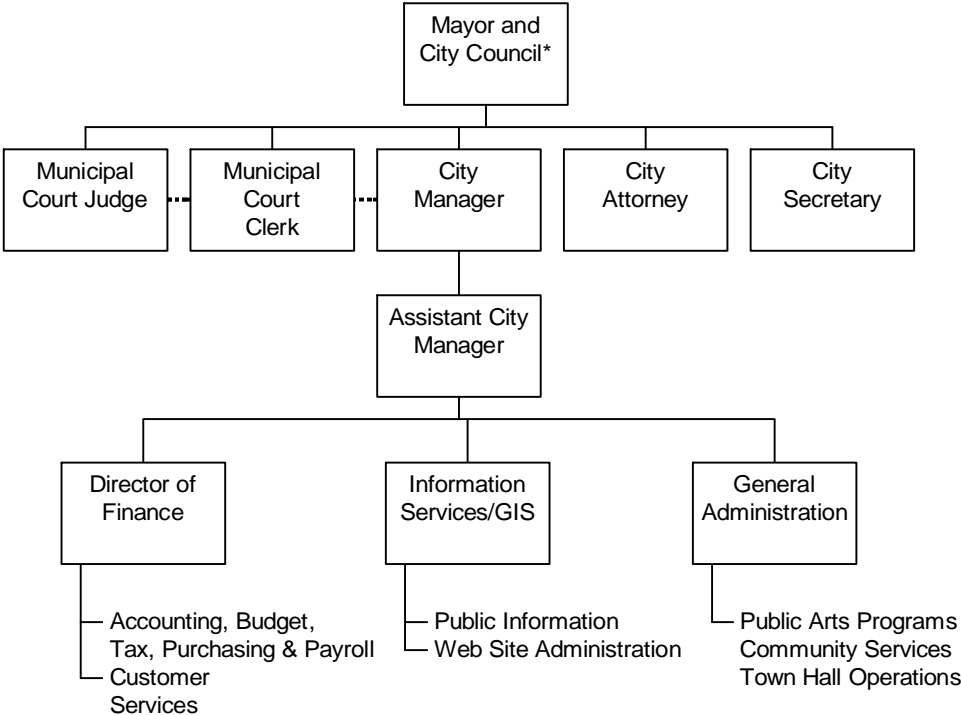 Mayor and
City Council*
Municipal
Court Judge
Municipal
Court
Clerk
City
Manager
City
Attorney
City
Secretary
Assistant City
Manager
Director of
Finance
Information
Services/GIS
General
Administration
Accounting, Budget,
Tax, Purchasing & Payroll
Customer
Services
Public Information
Web Site Administration
Public Arts Programs
Community Services
Town Hall Operations